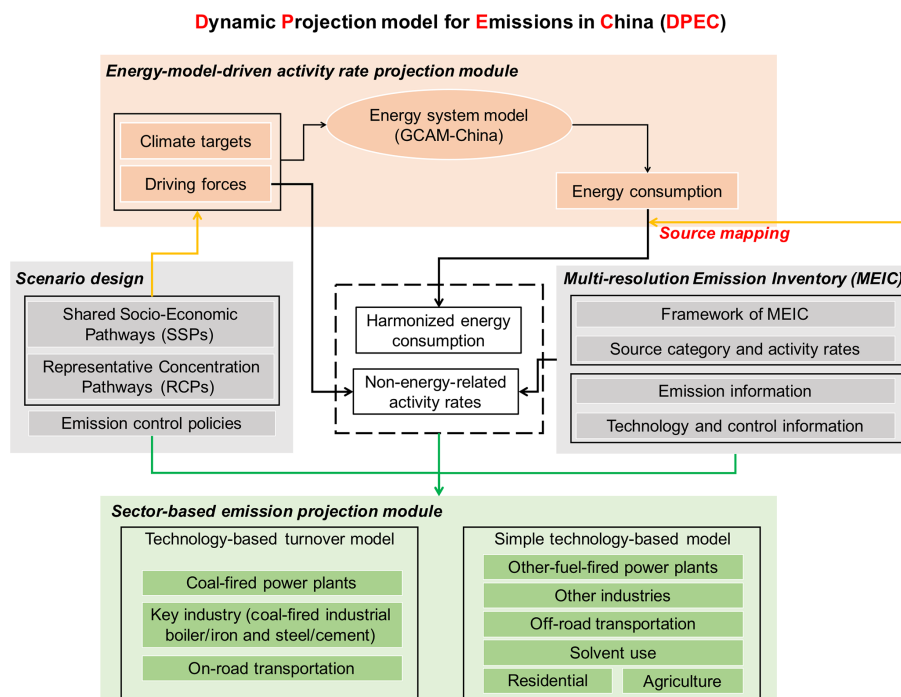 Dynamic Projection model for Emissions in China (DPEC)
Energy-model-driven activity rate projection module
Climate targets
Driving forces
Energy system model
(GCAM-China)
Energy consumption
Source mapping
Scenario design
Shared Socio-Economic
Pathways (SSPs)
Representative Concentration
Pathways (RCPs)
Emission control policies
Harmonized energy
consumption
Non-energy-related
activity rates
Multi-resolution Emission Inventory (MEIC)
Framework of MEIC
Source category and activity rates
Emission information
Technology and control information
Sector-based emission projection module
Technology-based turnover model
Coal-fired power plants
Key industry (coal-fired industrial
boiler/iron and steel/cement)
On-road transportation
Simple technology-based model
Other-fuel-fired power plants
Other industries
Off-road transportation
Solvent use
Residential
Agriculture